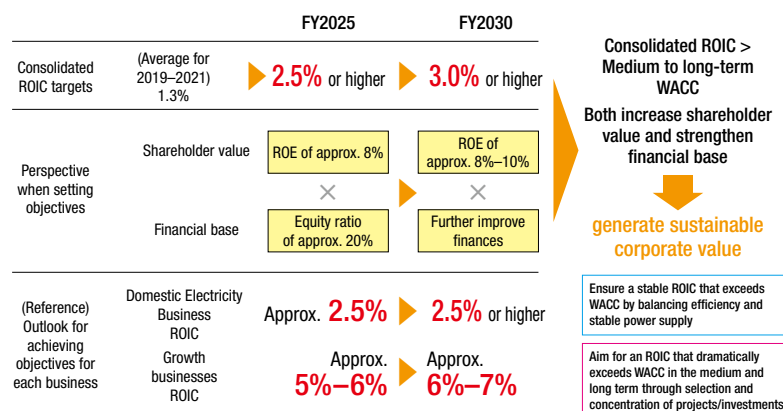 FY2025
FY2030
Consolidated
ROIC targets
(Average for
2019–2021)
1.3%
2.5% or higher
3.0% or higher
Perspective
when setting
objectives
Shareholder value
ROE of approx. 8%
ROE of
approx. 8%–10%
×
×
Financial base
Equity ratio
of approx. 20%
Further improve
finances
(Reference)
Outlook for
achieving
objectives for
each business
Domestic Electricity
Business
ROIC
Approx. 2.5%
2.5% or higher
Growth
businesses
ROIC
Approx.
5%–6%
Approx.
6%–7%
Consolidated ROIC >
Medium to long-term
WACC
Both increase shareholder
value and strengthen
financial base
generate sustainable
corporate value
Ensure a stable ROIC that exceeds
WACC by balancing efficiency and
stable power supply
Aim for an ROIC that dramatically
exceeds WACC in the medium and
long term through selection and
concentration of projects/investments